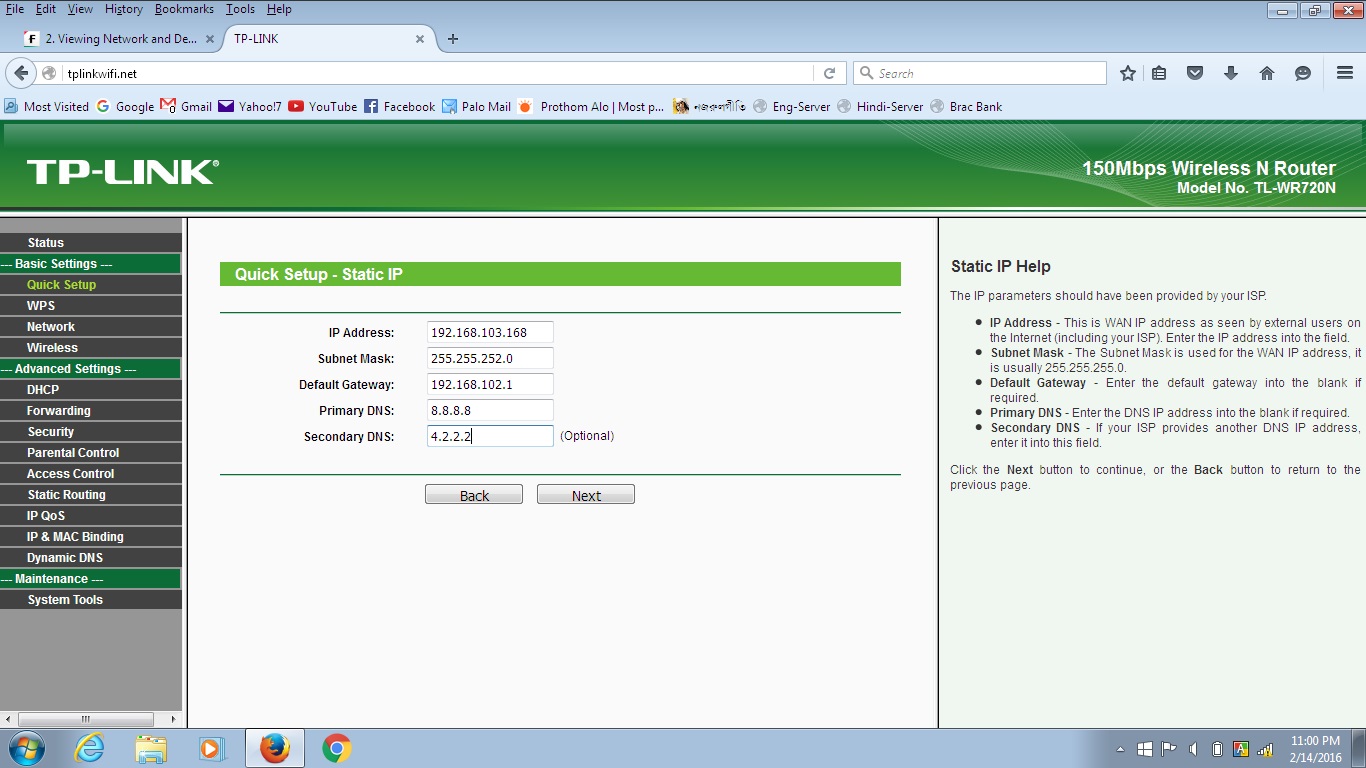 File Edit View History Bookmarks Tools Help
2. Viewing Network and De... TP-LINK
tplinkwifi.net
Search
Most Visited Google Gmail Yahoo!7 YouTube Facebook Palo Mail Prothom Alo | Most p... নজরুলগীতি Eng-Server Hindi-Server Brac Bank
TP-LINK®
150Mbps Wireless N Router
Model No. TL-WR720N
Status
--- Basic Settings ---
Quick Setup
WPS
Network
Wireless
--- Advanced Settings ---
DHCP
Forwarding
Security
Parental Control
Access Control
Static Routing
IP QoS
IP & MAC Binding
Dynamic DNS
--- Maintenance ---
System Tools
Quick Setup - Static IP
IP Address: 192.168.103.168
Subnet Mask: 255.255.252.0
Default Gateway: 192.168.102.1
Primary DNS: 8.8.8.8
Secondary DNS: 4.2.2.2 (Optional)
Back Next
Static IP Help
The IP parameters should have been provided by your ISP.
IP Address - This is WAN IP address as seen by external users on
the Internet (including your ISP). Enter the IP address into the field.
Subnet Mask - The Subnet Mask is used for the WAN IP address, it
is usually 255.255.255.0.
Default Gateway - Enter the default gateway into the blank if
required.
Primary DNS - Enter the DNS IP address into the blank if required.
Secondary DNS - If your ISP provides another DNS IP address,
enter it into this field.
Click the Next button to continue, or the Back button to return to the
previous page.
11:00 PM
2/14/2016